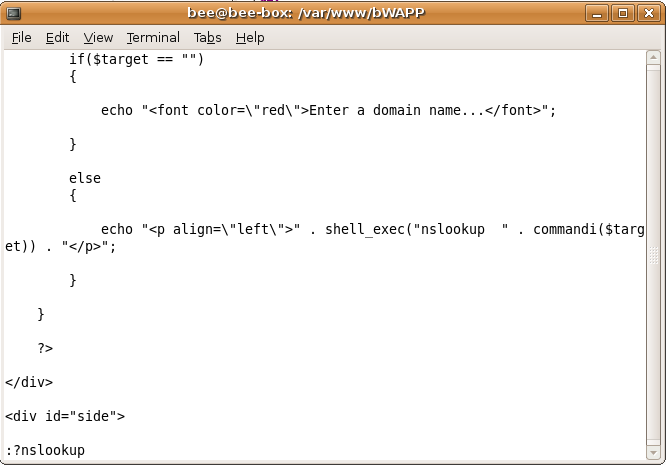 bee@bee-box: /var/www/bWAPP
File Edit View Terminal Tabs Help
        if($target == "")
        {
            echo "<font color=\"red\">Enter a domain name...</font>";
        }
        else
        {
            echo "<p align=\"left\">" . shell_exec("nslookup  " . commandi($targ
et)) . "</p>";
        }
    }
    ?>
</div>
<div id="side">
:?nslookup